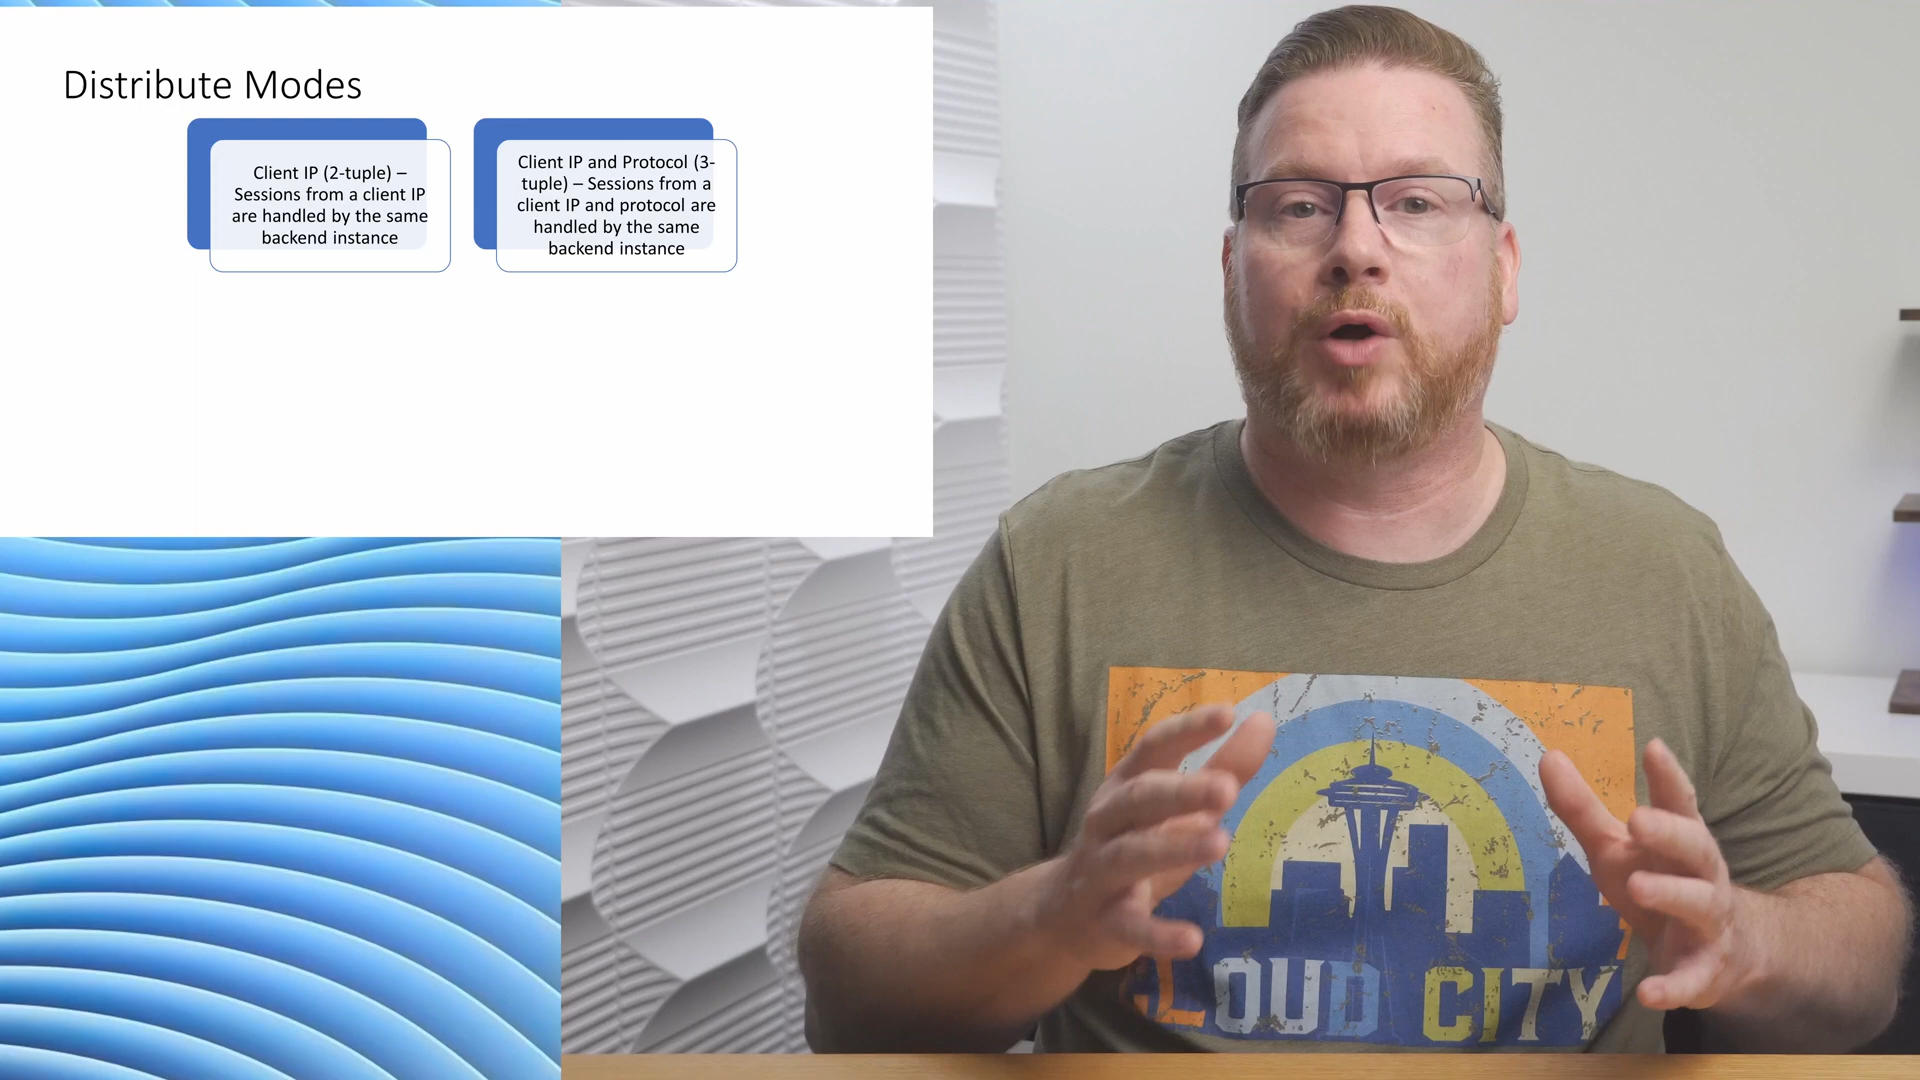 Distribute Modes
Client IP (2-tuple) –
Sessions from a client IP
are handled by the same
backend instance
Client IP and Protocol (3-
tuple) – Sessions from a
client IP and protocol are
handled by the same
backend instance
CLOUD CITY